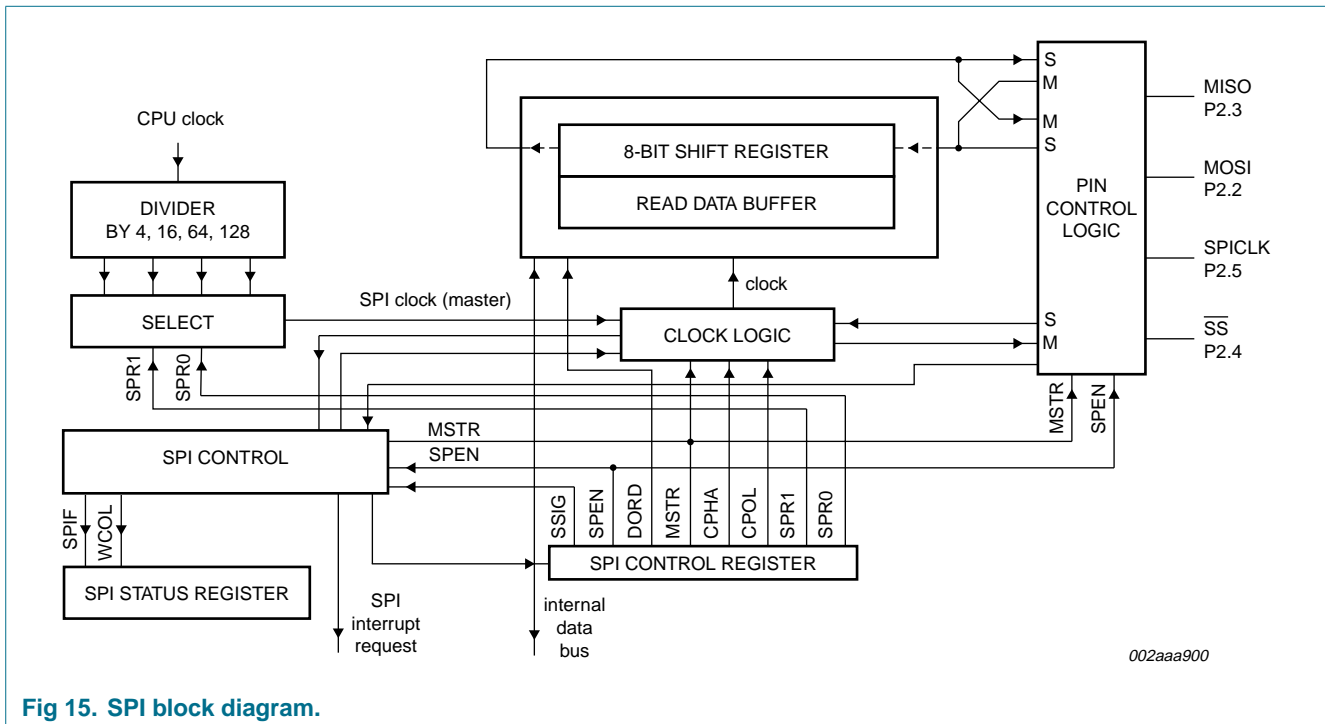 CPU clock
DIVIDER
BY 4, 16, 64, 128
SELECT
SPR1
SPR0
SPI clock (master)
8-BIT SHIFT REGISTER
READ DATA BUFFER
clock
CLOCK LOGIC
S
M
M
S
PIN
CONTROL
LOGIC
S
M
MISO
P2.3
MOSI
P2.2
SPICLK
P2.5
SS
P2.4
MSTR
SPEN
SPI CONTROL
MSTR
SPEN
SPIF
WCOL
SPI STATUS REGISTER
SPI
interrupt
request
SSIG
SPEN
DORD
MSTR
CPHA
CPOL
SPR1
SPR0
SPI CONTROL REGISTER
internal
data
bus
002aaa900
Fig 15. SPI block diagram.